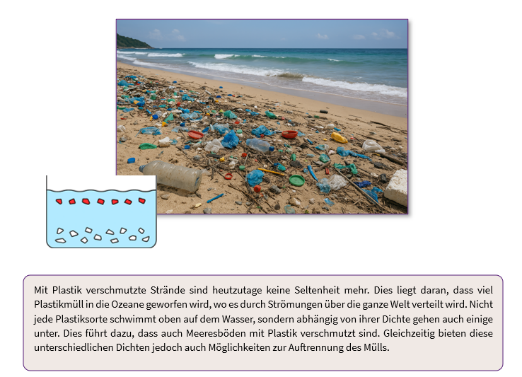 Mit Plastik verschmutzte Strände sind heutzutage keine Seltenheit mehr. Dies liegt daran, dass viel
Plastikmüll in die Ozeane geworfen wird, wo es durch Strömungen über die ganze Welt verteilt wird. Nicht
jede Plastiksorte schwimmt oben auf dem Wasser, sondern abhängig von ihrer Dichte gehen auch einige
unter. Dies führt dazu, dass auch Meeresböden mit Plastik verschmutzt sind. Gleichzeitig bieten diese
unterschiedlichen Dichten jedoch auch Möglichkeiten zur Auftrennung des Mülls.